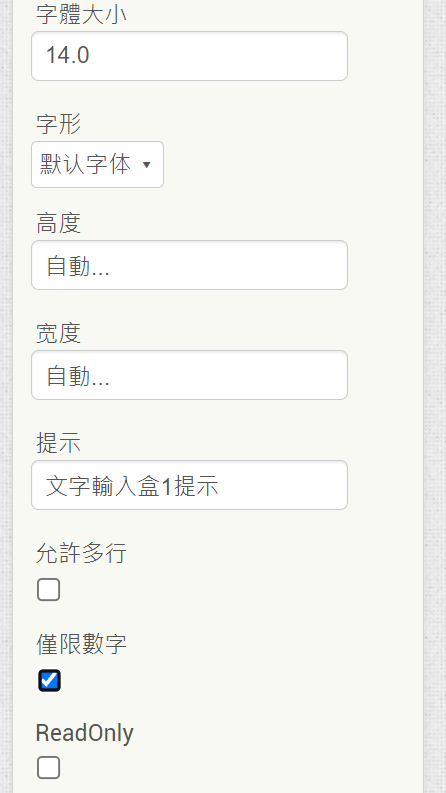 字體大小
14.0
字形
默认字体
高度
自動...
宽度
自動...
提示
文字輸入盒1提示
允許多行
僅限數字
ReadOnly